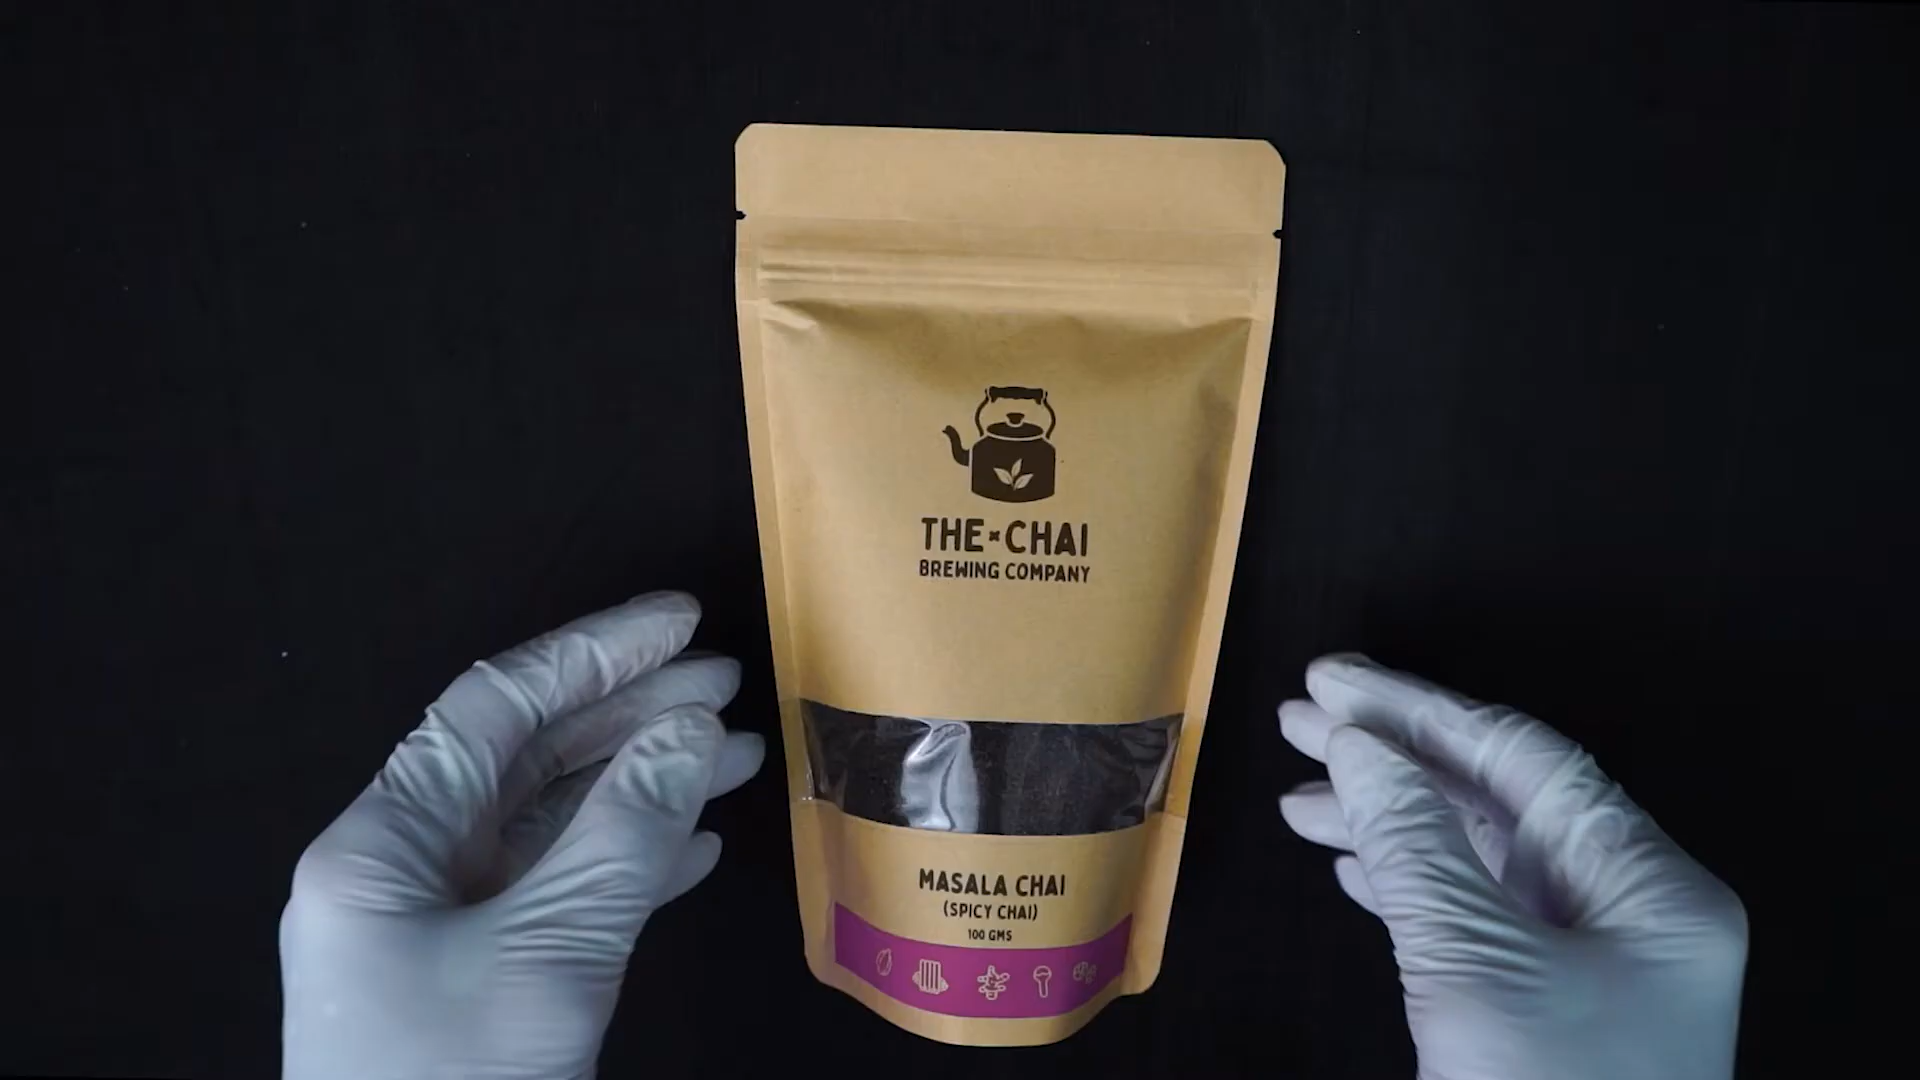 THE × CHAI
BREWING COMPANY
MASALA CHAI
(SPICY CHAI)
100 GMS